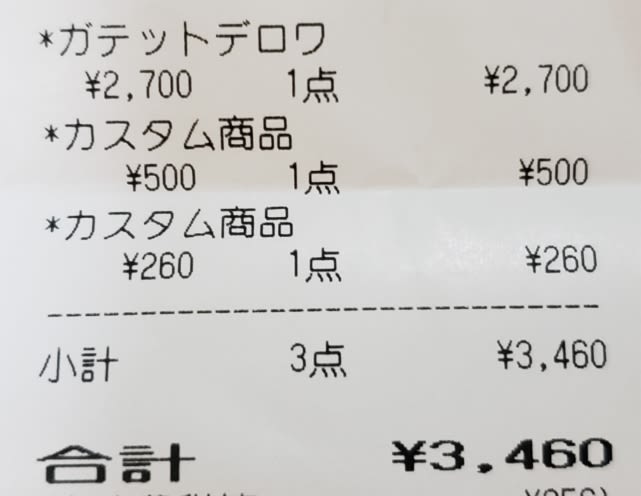 *ガテットデロワ
¥2,700 1点 ¥2,700
*カスタム商品
¥500 1点 ¥500
*カスタム商品
¥260 1点 ¥260
--------------------------------
小計 3点 ¥3,460
合計 ¥3,460